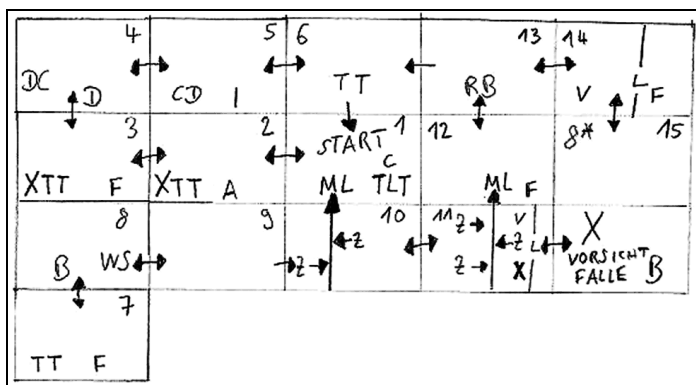 4 5 6 13 14
DC D CD I TT RB V L F
3 2 START 1 12 8* 15
C
XTT F XTT A ML TLT ML F
8 9 10 11 Z V
Z Z L X
B WS Z Z X VORSICHT
FALLE B
7
TT F